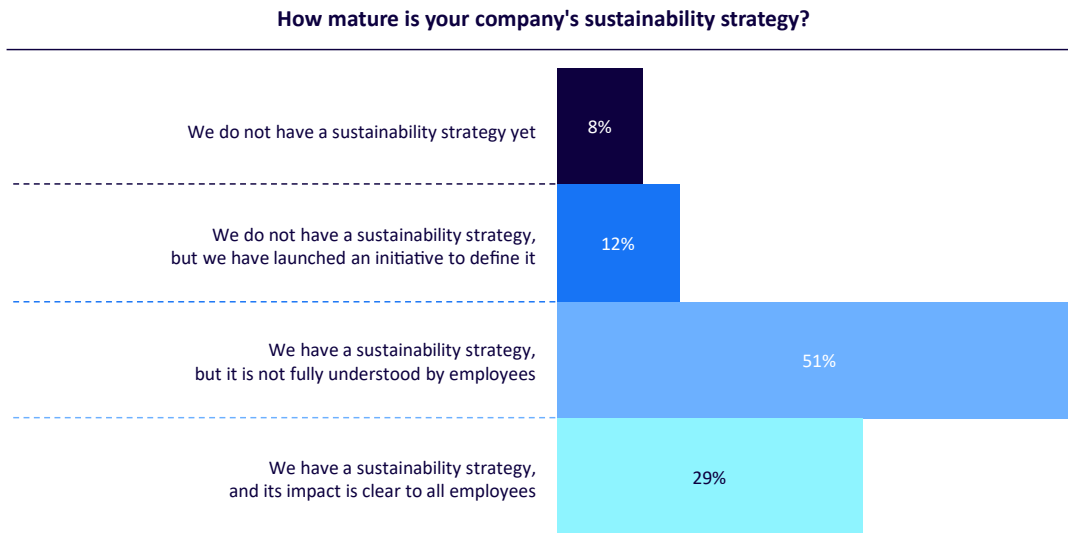 How mature is your company's sustainability strategy?
We do not have a sustainability strategy yet
8%
We do not have a sustainability strategy,
but we have launched an initiative to define it
12%
We have a sustainability strategy,
but it is not fully understood by employees
51%
We have a sustainability strategy,
and its impact is clear to all employees
29%